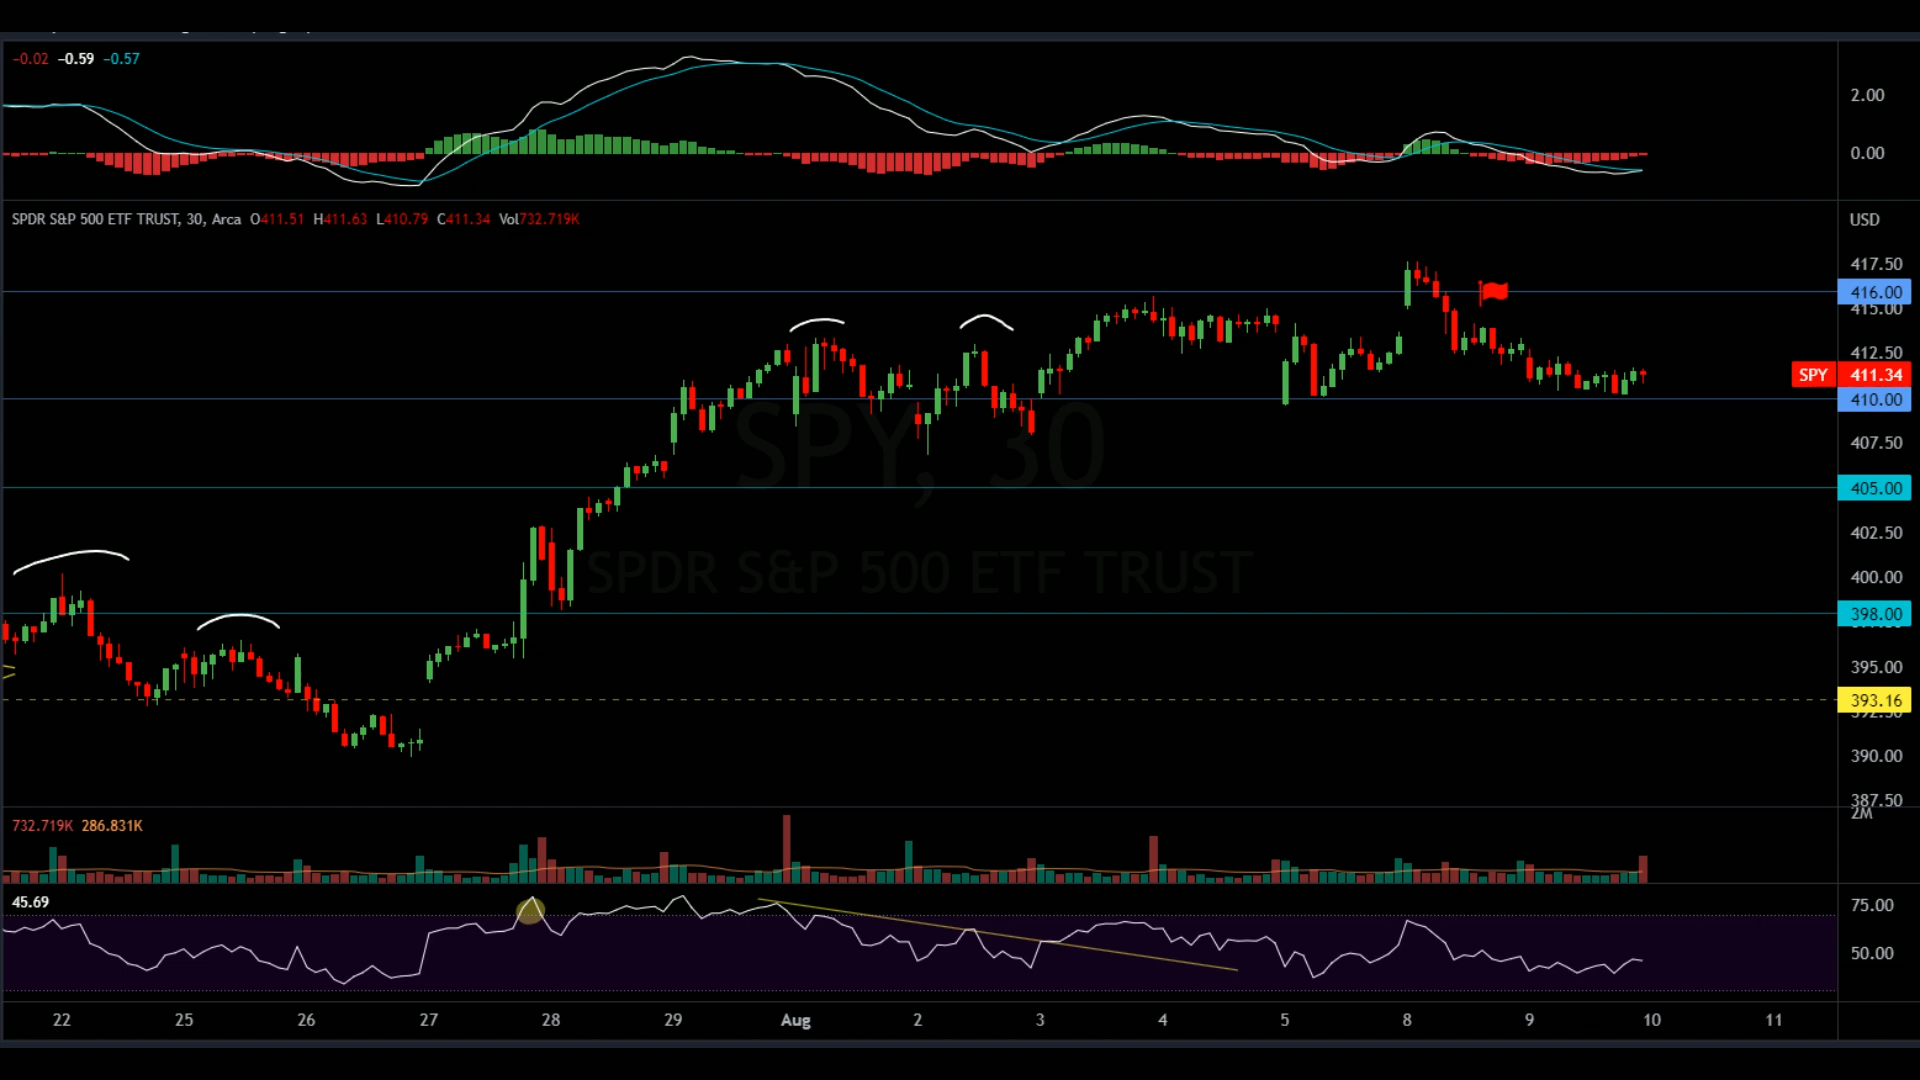 −0.02 −0.59 −0.57
2.00
0.00
SPDR S&P 500 ETF TRUST, 30, Arca O411.51 H411.63 L410.79 C411.34 Vol732.719K
USD
417.50
416.00
415.00
412.50
SPY 411.34
410.00
407.50
SPY, 30
405.00
402.50
SPDR S&P 500 ETF TRUST
400.00
398.00
395.00
393.16
392.50
390.00
387.50
2M
732.719K 286.831K
45.69
75.00
50.00
22 25 26 27 28 29 Aug 2 3 4 5 8 9 10 11